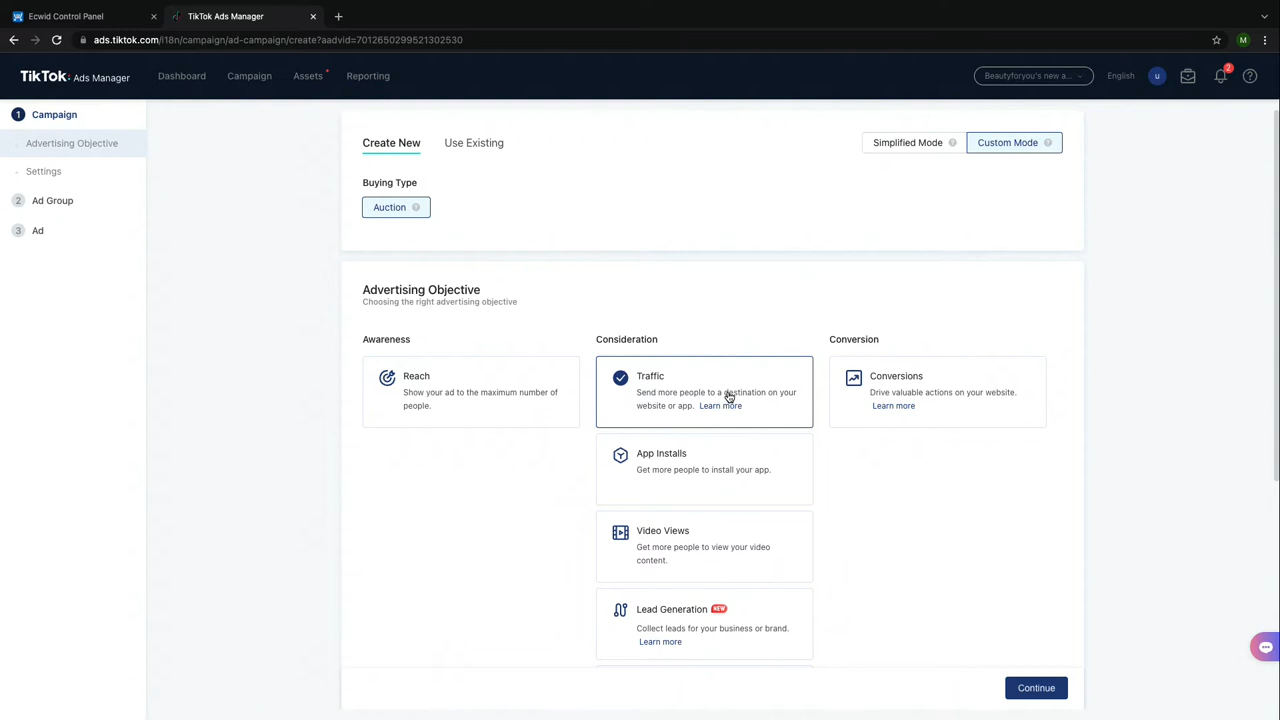 Ecwid Control Panel
TikTok Ads Manager
ads.tiktok.com/i18n/campaign/ad-campaign/create?aadvid=7012650299521302530
M
TikTok: Ads Manager
Dashboard
Campaign
Assets
Reporting
Beautyforyou's new a...
English
u
2
1 Campaign
Advertising Objective
Settings
2 Ad Group
3 Ad
Create New
Use Existing
Simplified Mode
Custom Mode
Buying Type
Auction
Advertising Objective
Choosing the right advertising objective
Awareness
Reach
Show your ad to the maximum number of
people.
Consideration
Traffic
Send more people to a destination on your
website or app. Learn more
App Installs
Get more people to install your app.
Video Views
Get more people to view your video
content.
Lead Generation NEW
Collect leads for your business or brand.
Learn more
Conversion
Conversions
Drive valuable actions on your website.
Learn more
Continue